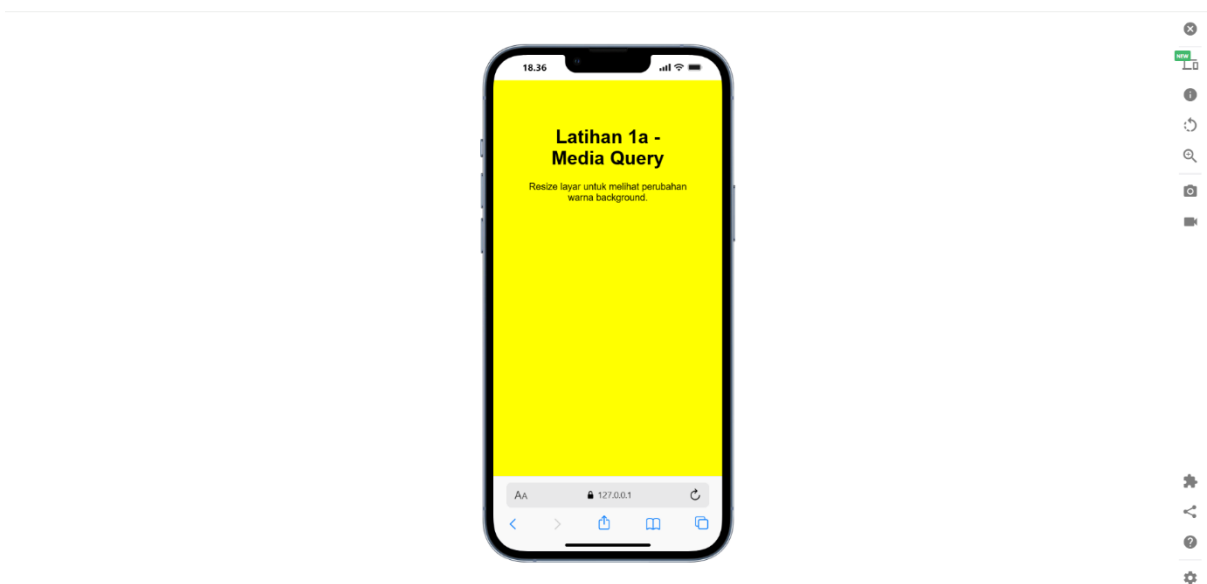 NEW
18.36
Latihan 1a -
Media Query
Resize layar untuk melihat perubahan
warna background.
AA
127.0.0.1